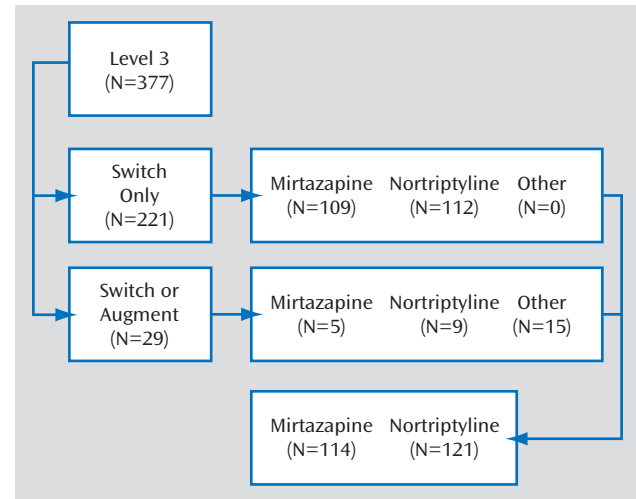 Level 3
(N=377)
Switch
Only
(N=221)
Mirtazapine Nortriptyline Other
(N=109) (N=112) (N=0)
Switch or
Augment
(N=29)
Mirtazapine Nortriptyline Other
(N=5) (N=9) (N=15)
Mirtazapine Nortriptyline
(N=114) (N=121)